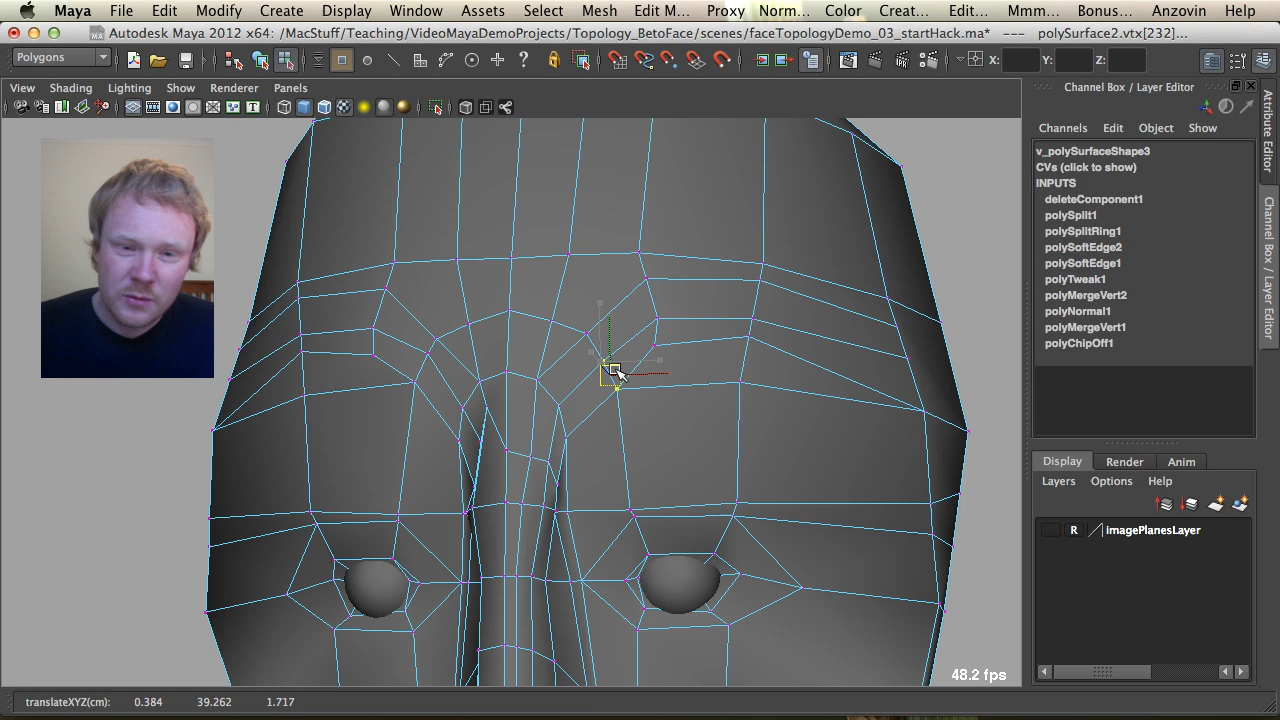 Maya File Edit Modify Create Display Window Assets Select Mesh Edit M... Proxy Norm... Color Creat... Edit... Mmm... Bonus... Anzovin Help
Autodesk Maya 2012 x64: /MacStuff/Teaching/VideoMayaDemoProjects/Topology_BetoFace/scenes/faceTopologyDemo_03_startHack.ma* --- polySurface2.vtx[232]...
Polygons X: Y: Z:
View Shading Lighting Show Renderer Panels
Channel Box / Layer Editor
Channels Edit Object Show
v_polySurfaceShape3
CVs (click to show)
INPUTS
deleteComponent1
polySplit1
polySplitRing1
polySoftEdge2
polySoftEdge1
polyTweak1
polyMergeVert2
polyNormal1
polyMergeVert1
polyChipOff1
Attribute Editor
Channel Box / Layer Editor
Display Render Anim
Layers Options Help
R imagePlanesLayer
48.2 fps
translateXYZ(cm): 0.384 39.262 1.717